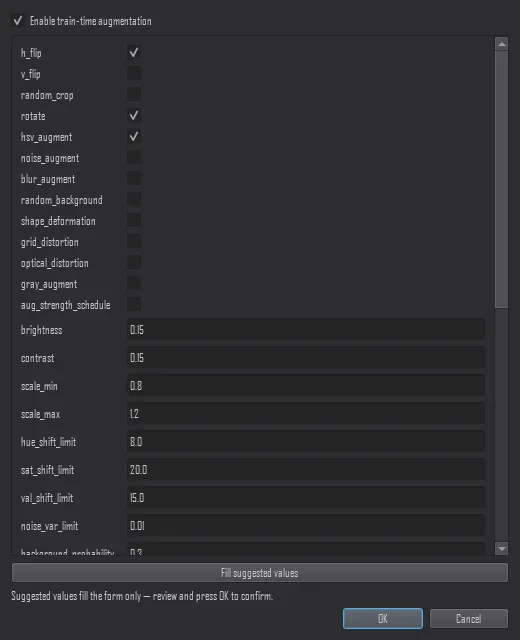 Enable train-time augmentation
h_flip
v_flip
random_crop
rotate
hsv_augment
noise_augment
blur_augment
random_background
shape_deformation
grid_distortion
optical_distortion
gray_augment
aug_strength_schedule
brightness 0.15
contrast 0.15
scale_min 0.8
scale_max 1.2
hue_shift_limit 8.0
sat_shift_limit 20.0
val_shift_limit 15.0
noise_var_limit 0.01
background_probability 0.3
Fill suggested values
Suggested values fill the form only — review and press OK to confirm.
OK Cancel